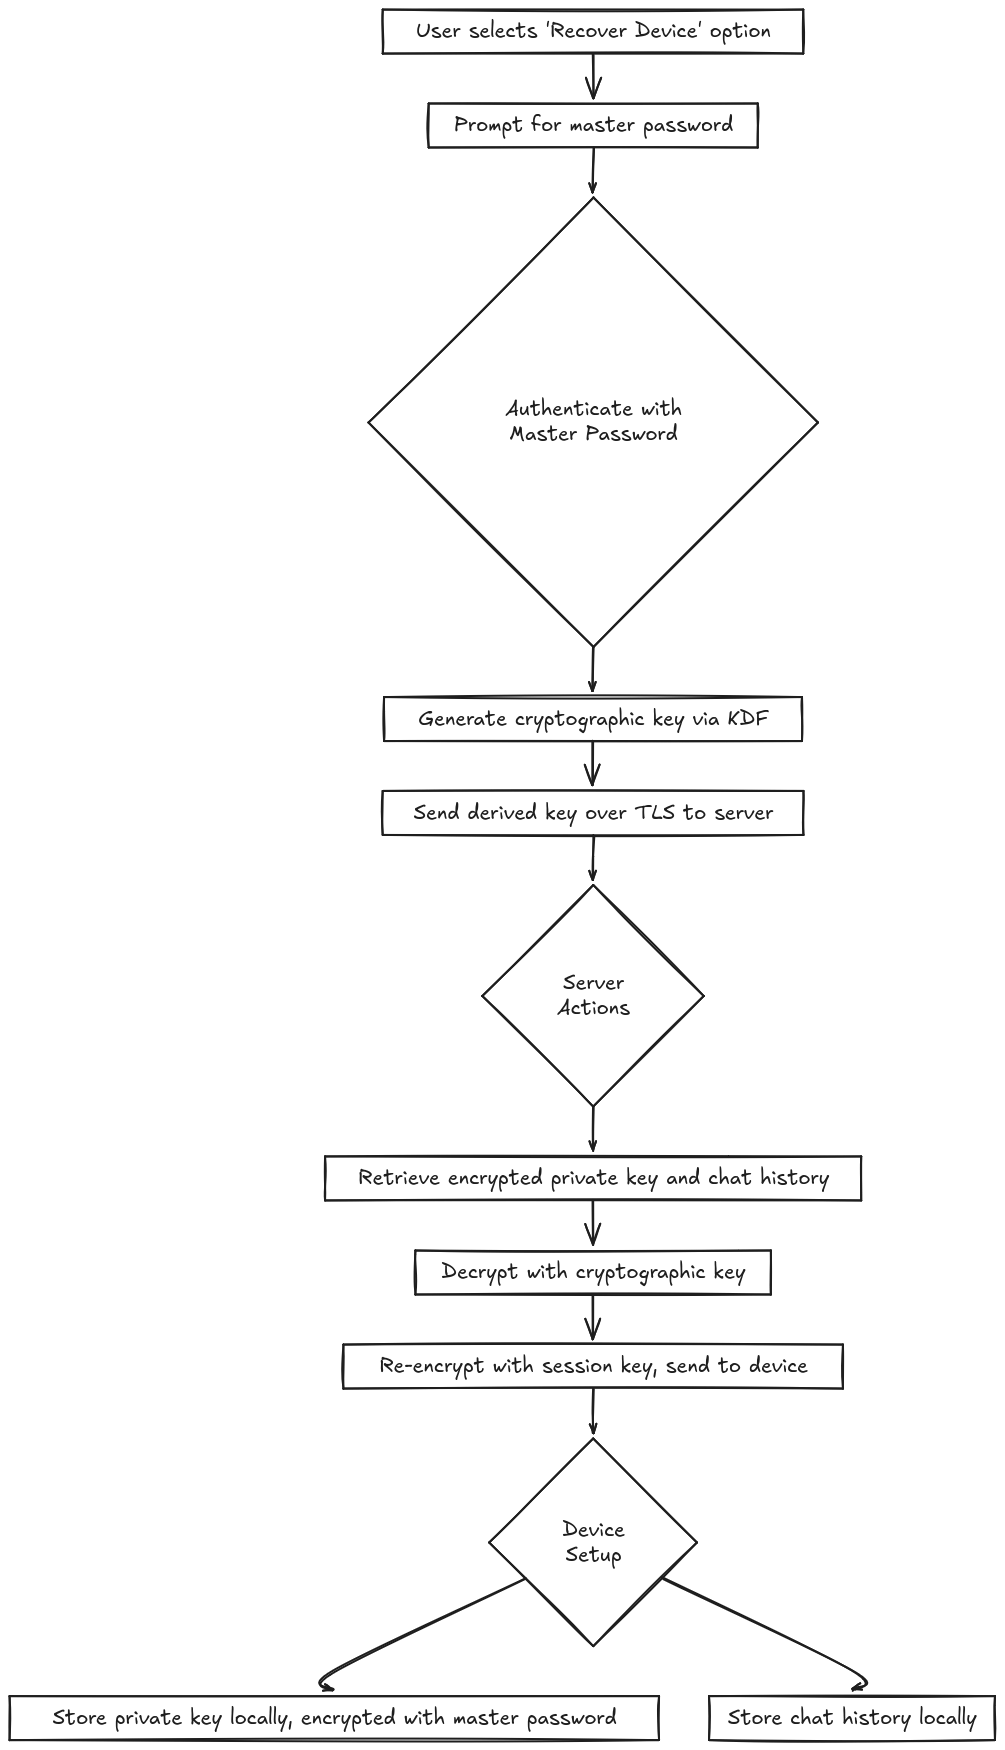 User selects 'Recover Device' option
Prompt for master password
Authenticate with
Master Password
Generate cryptographic key via KDF
Send derived key over TLS to server
Server
Actions
Retrieve encrypted private key and chat history
Decrypt with cryptographic key
Re-encrypt with session key, send to device
Device
Setup
Store private key locally, encrypted with master password
Store chat history locally